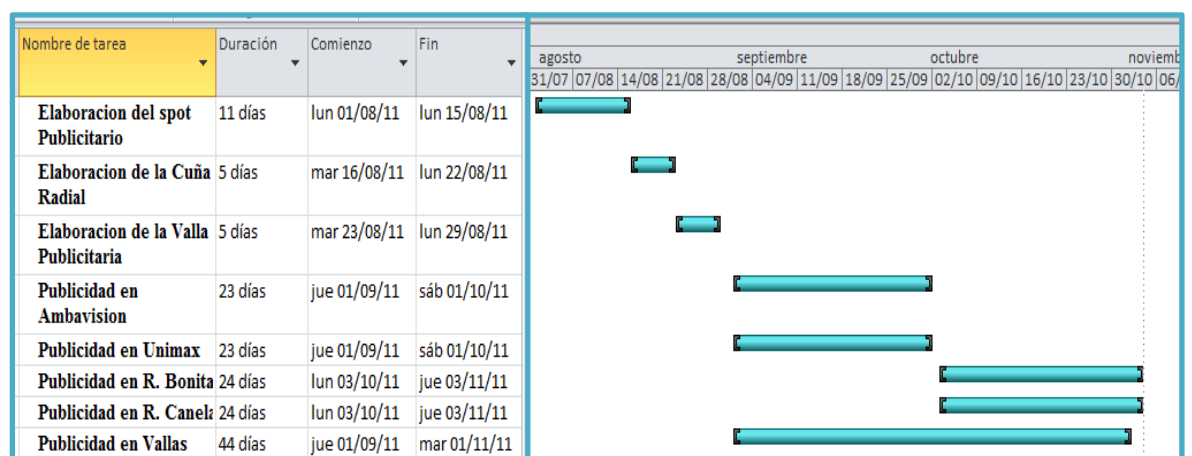 Nombre de tarea Duración Comienzo Fin
agosto septiembre octubre noviemb
31/07 07/08 14/08 21/08 28/08 04/09 11/09 18/09 25/09 02/10 09/10 16/10 23/10 30/10 06/
Elaboracion del spot 11 días lun 01/08/11 lun 15/08/11
Publicitario
Elaboracion de la Cuña 5 días mar 16/08/11 lun 22/08/11
Radial
Elaboracion de la Valla 5 días mar 23/08/11 lun 29/08/11
Publicitaria
Publicidad en 23 días jue 01/09/11 sáb 01/10/11
Ambavision
Publicidad en Unimax 23 días jue 01/09/11 sáb 01/10/11
Publicidad en R. Bonita 24 días lun 03/10/11 jue 03/11/11
Publicidad en R. Canela 24 días lun 03/10/11 jue 03/11/11
Publicidad en Vallas 44 días jue 01/09/11 mar 01/11/11